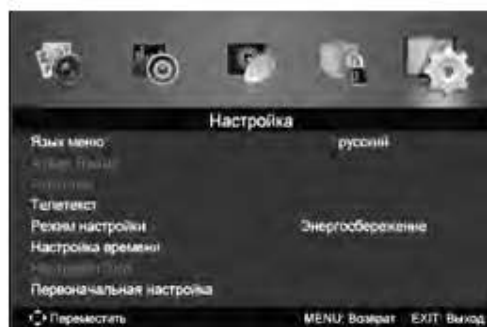 Настройка
Язык меню русский
Телетекст
Режим настройки Энергосбережение
Настройка времени
Первоначальная настройка
Переместить MENU: Возврат EXIT: Выход